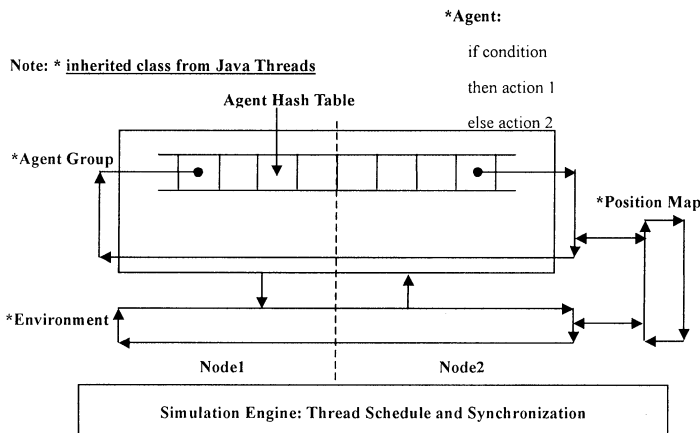 *Agent:
if condition
then action 1
else action 2
Note: * inherited class from Java Threads
Agent Hash Table
*Agent Group
*Position Map
*Environment
Node1
Node2
Simulation Engine: Thread Schedule and Synchronization